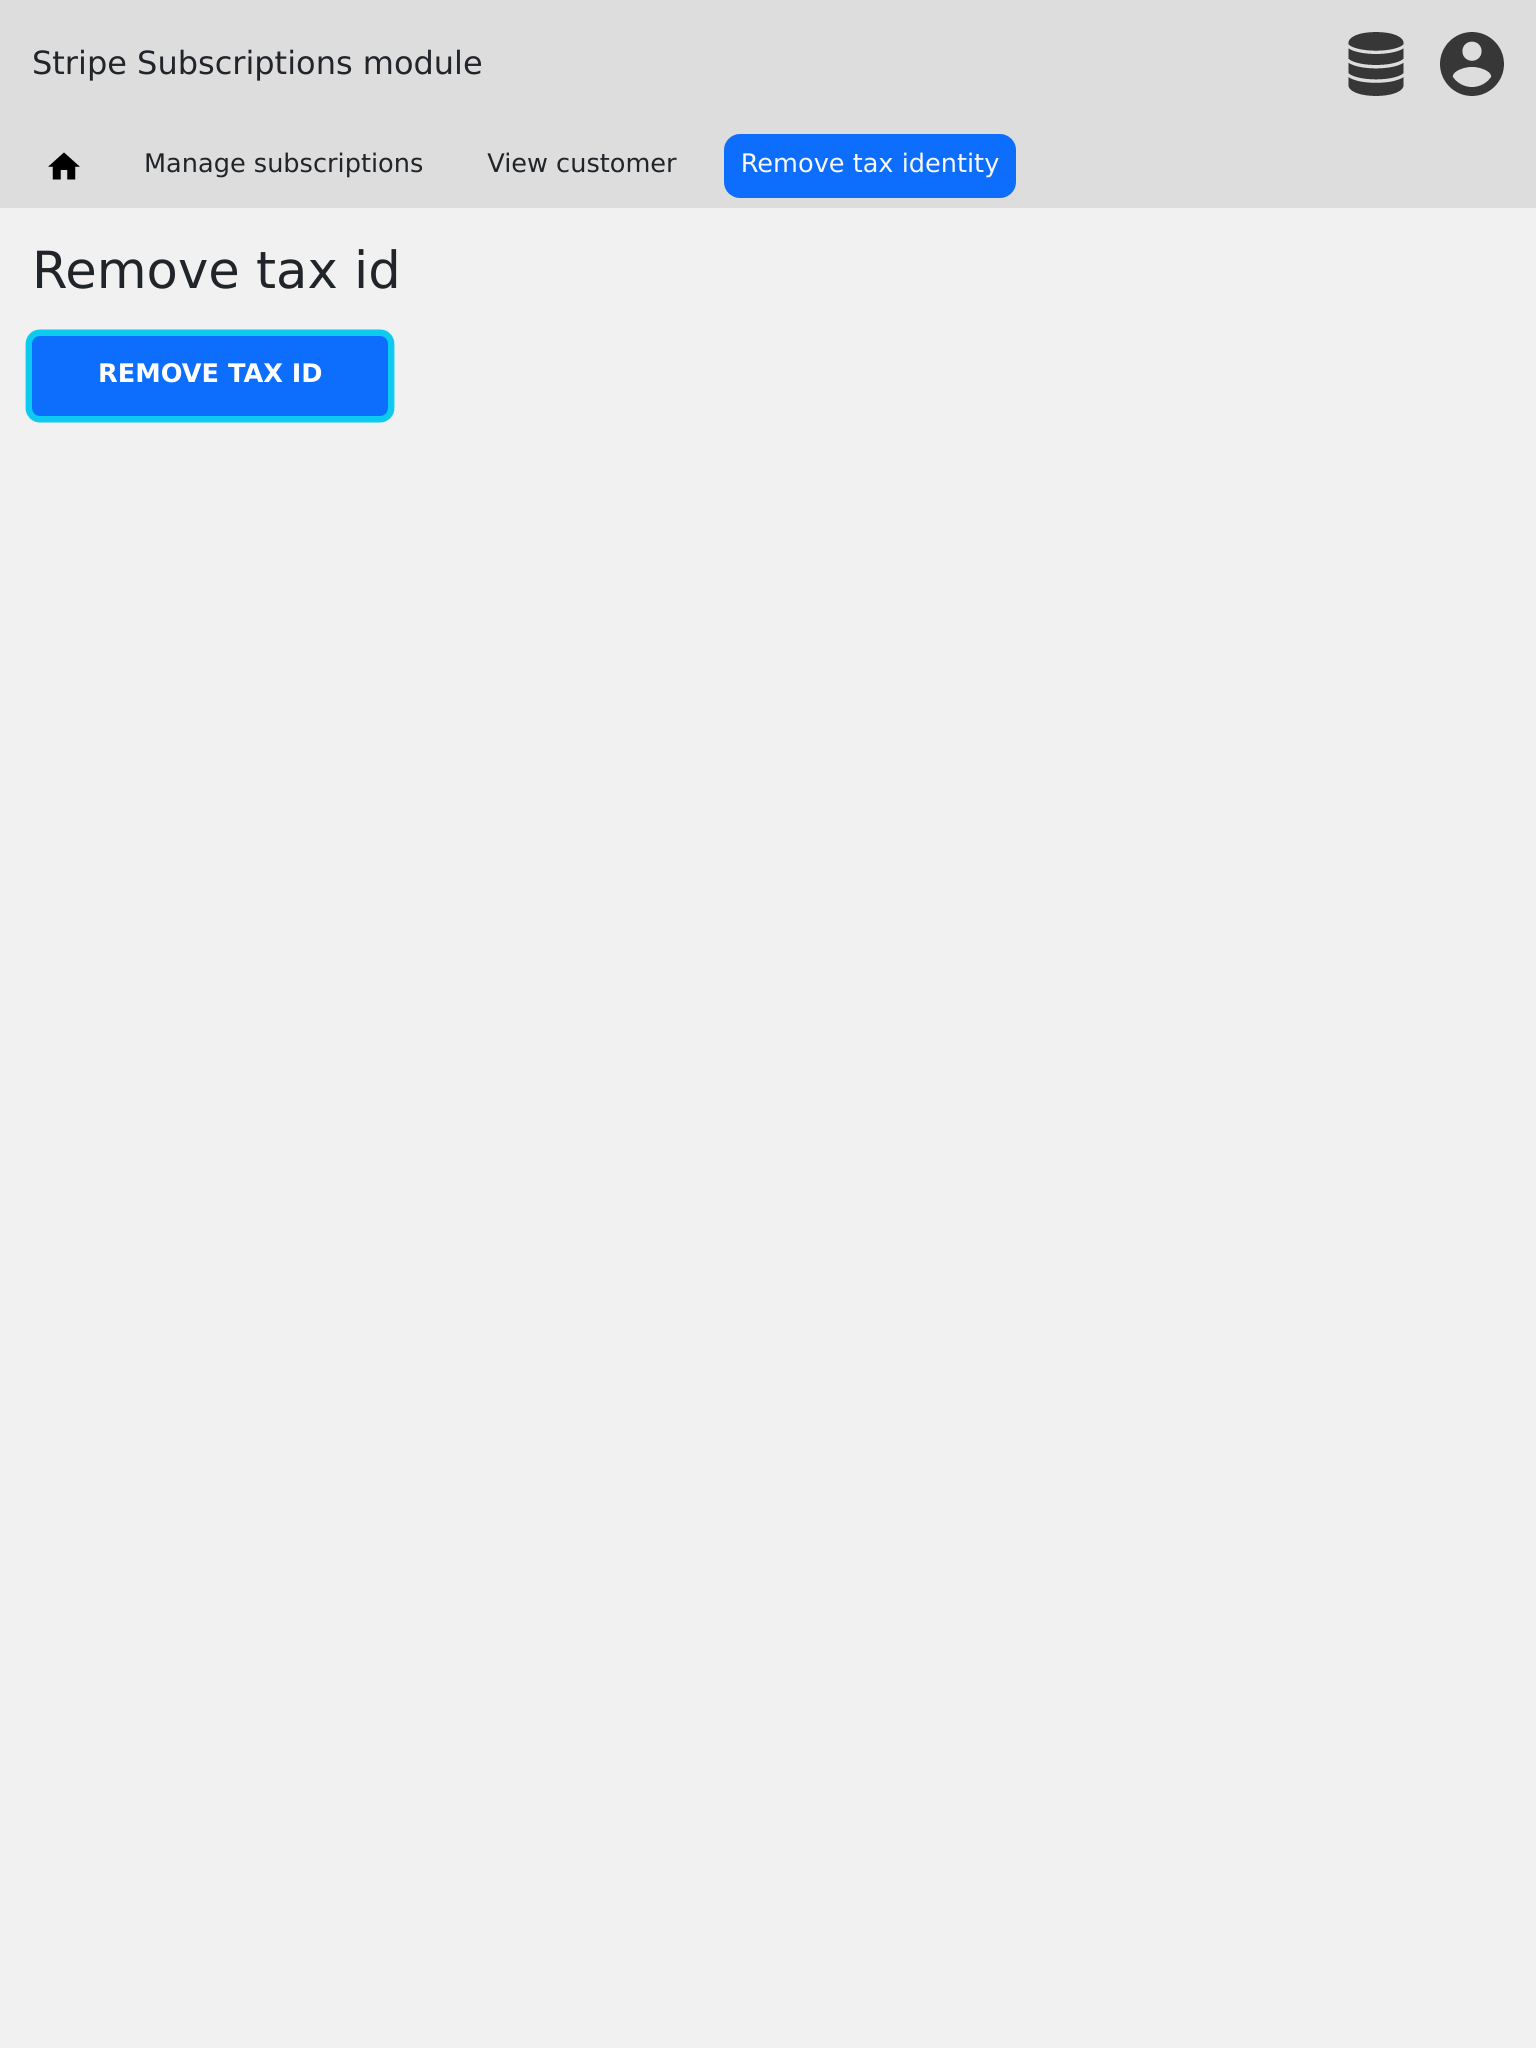 Stripe Subscriptions module
Manage subscriptions View customer Remove tax identity
Remove tax id
REMOVE TAX ID